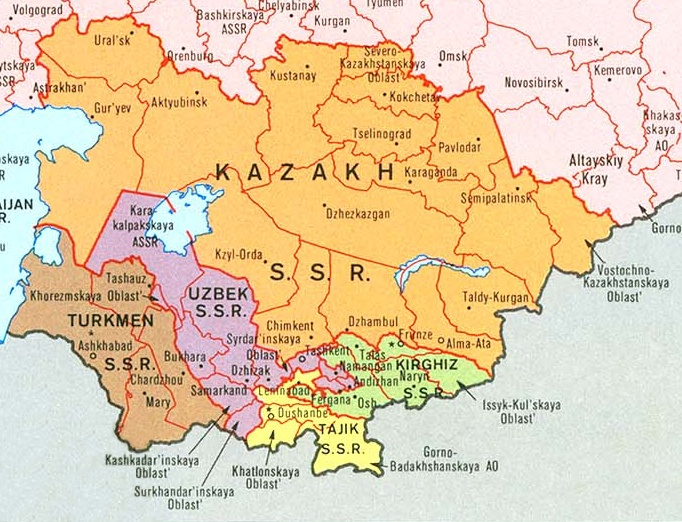 Volgograd
Bashkirskaya
ASSR
Chelyabinsk
Tyumen
Kurgan
Ural'sk
Orenburg
Severo-
Kazakhstanskaya
Oblast'
Omsk
Tomsk
Kustanay
Kemerovo
Novosibirsk
Astrakhan'
Aktyubinsk
Kokchetav
Gur'yev
Tselinograd
Pavlodar
Khakas
skaya
AO
KAZAKH
Karaganda
Altayskiy
Kray
Semipalatinsk
Kara-
kalpakskaya
ASSR
Dzhezkazgan
AIJAN
R.
Gorno
Kzyl-Orda
S. S. R.
Vostochno-
Kazakhstanskaya
Oblast'
Tashauz
Khorezmskaya Oblast'
UZBEK
S.S.R.
Taldy-Kurgan
TURKMEN
S.S.R.
Chimkent
Dzhambul
Syrdar'inskaya
Oblast'
Frunze
Alma-Ata
Ashkhabad
Tashkent
Talas
Bukhara
Dzhizak
Namangan
KIRGHIZ
S.S.R.
Chardzhou
Samarkand
Leninabad
Andizhan
Naryn
Mary
Fergana
Osh
Issyk-Kul'skaya
Oblast'
Dushanbe
TAJIK
S.S.R.
Kashkadar'inskaya
Oblast'
Khatlonskaya
Oblast'
Gorno-
Badakhshanskaya AO
Surkhandar'inskaya
Oblast'